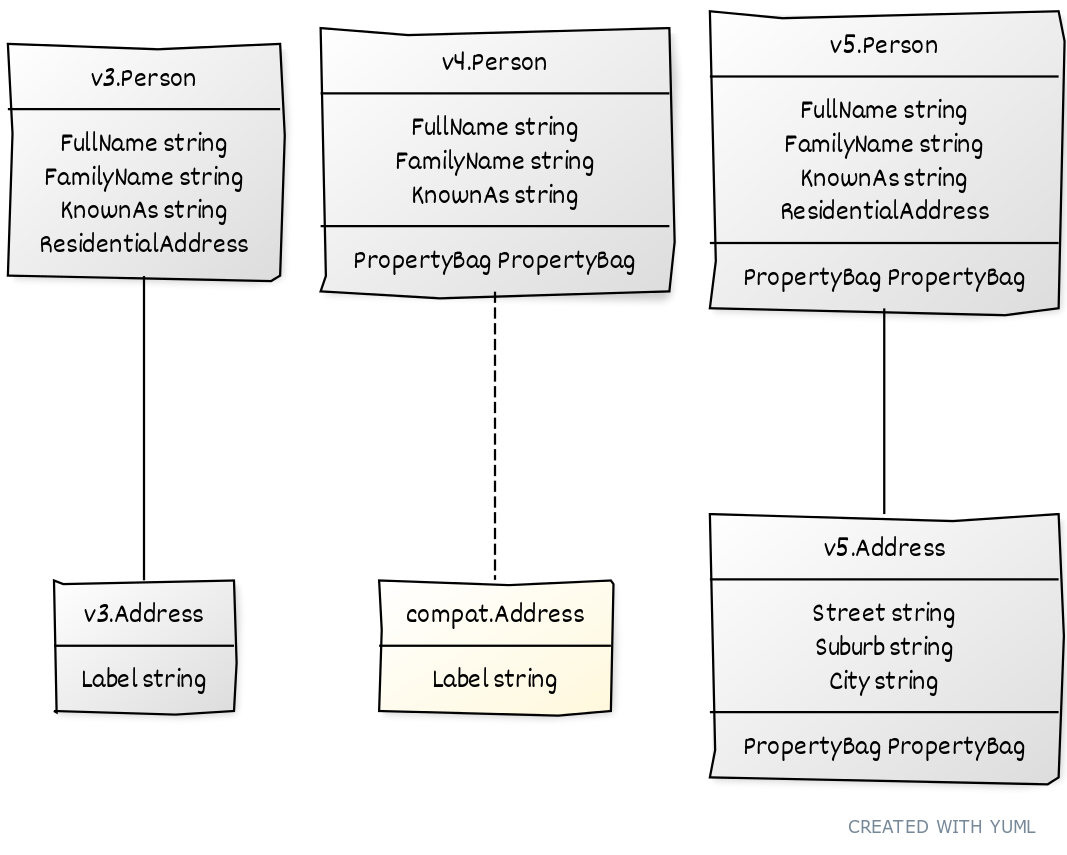 v3.Person
FullName string
FamilyName string
KnownAs string
ResidentialAddress
v4.Person
FullName string
FamilyName string
KnownAs string
PropertyBag PropertyBag
v5.Person
FullName string
FamilyName string
KnownAs string
ResidentialAddress
PropertyBag PropertyBag
v3.Address
Label string
compat.Address
Label string
v5.Address
Street string
Suburb string
City string
PropertyBag PropertyBag
CREATED WITH YUML